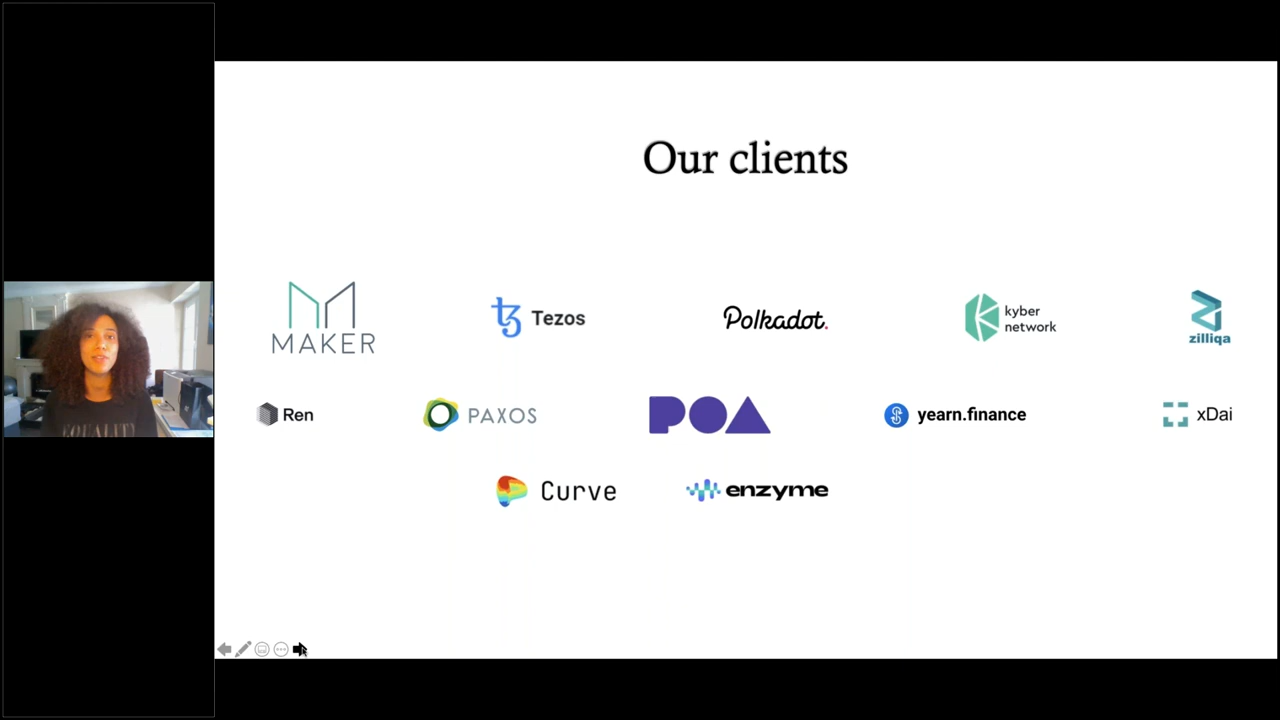 Our clients
MAKER
Tezos
Polkadot.
kyber
network
zilliqa
Ren
PAXOS
POA
yearn.finance
xDai
Curve
enzyme